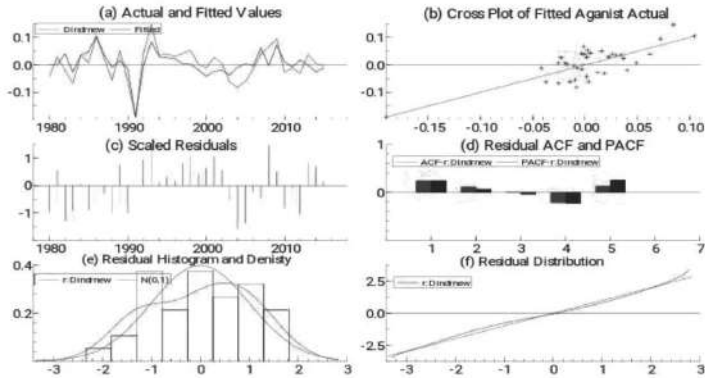 (a) Actual and Fitted Values
Dlndrnew Fitted
0.1
0.0
-0.1
1980 1990 2000 2010
(b) Cross Plot of Fitted Aganist Actual
0.1
0.0
-0.1
-0.15 -0.10 -0.05 0.00 0.05 0.10
(c) Scaled Residuals
1
0
-1
1980 1990 2000 2010
(d) Residual ACF and PACF
ACF-r:Dlndrnew PACF-r:Dlndrnew
1
0
1 2 3 4 5 6 7
(e) Residual Histogram and Denisty
r:Dlndrnew N(0,1)
0.4
0.2
-3 -2 -1 0 1 2 3
(f) Residual Distribution
r:Dlndrnew
2.5
0.0
-2.5
-3 -2 -1 0 1 2 3